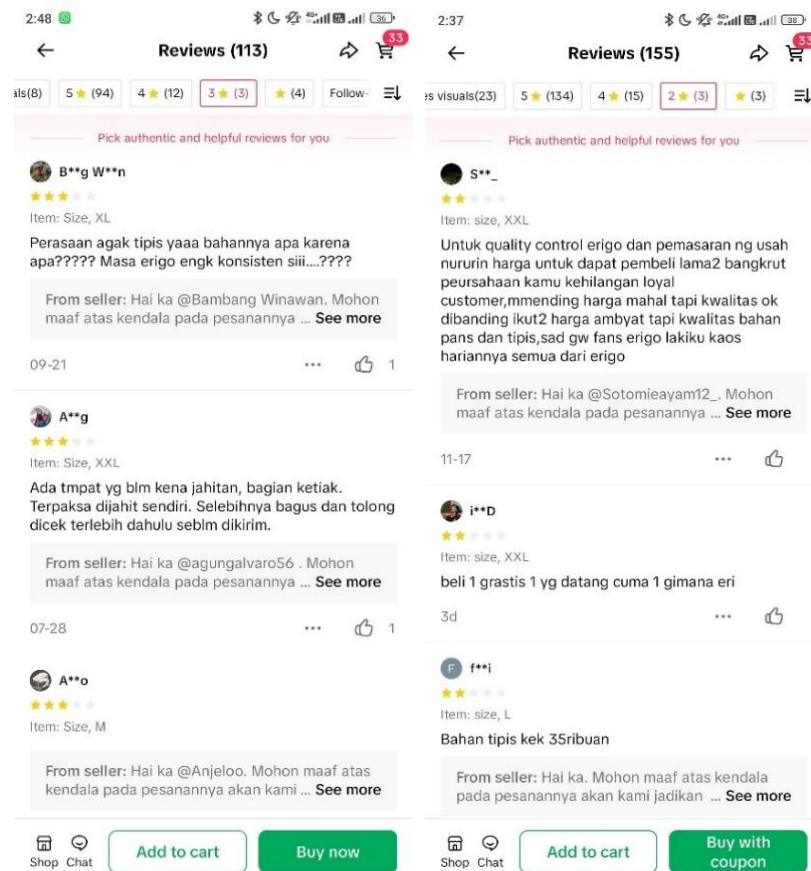 2:48
36
Reviews (113)
33
als(8)
5 ★ (94)
4 ★ (12)
3 ★ (3)
★ (4)
Follow-
Pick authentic and helpful reviews for you
B**g W**n
Item: Size, XL
Perasaan agak tipis yaaa bahannya apa karena
apa????? Masa erigo engk konsisten siii....????
From seller: Hai ka @Bambang Winawan. Mohon
maaf atas kendala pada pesanannya ... See more
09-21
1
A**g
Item: Size, XXL
Ada tmpat yg blm kena jahitan, bagian ketiak.
Terpaksa dijahit sendiri. Selebihnya bagus dan tolong
dicek terlebih dahulu seblm dikirim.
From seller: Hai ka @agungalvaro56 . Mohon
maaf atas kendala pada pesanannya ... See more
07-28
1
A**o
Item: Size, M
From seller: Hai ka @Anjeloo. Mohon maaf atas
kendala pada pesanannya akan kami ... See more
Shop
Chat
Add to cart
Buy now
2:37
38
Reviews (155)
33
es visuals(23)
5 ★ (134)
4 ★ (15)
2 ★ (3)
★ (3)
Pick authentic and helpful reviews for you
S**_
Item: size, XXL
Untuk quality control erigo dan pemasaran ng usah
nururin harga untuk dapat pembeli lama2 bangkrut
peursahaan kamu kehilangan loyal
customer,mmending harga mahal tapi kwalitas ok
dibanding ikut2 harga ambyat tapi kwalitas bahan
pans dan tipis,sad gw fans erigo lakiku kaos
hariannya semua dari erigo
From seller: Hai ka @Sotomieayam12_. Mohon
maaf atas kendala pada pesanannya ... See more
11-17
i**D
Item: size, XXL
beli 1 grastis 1 yg datang cuma 1 gimana eri
3d
F
f**i
Item: size, L
Bahan tipis kek 35ribuan
From seller: Hai ka. Mohon maaf atas kendala
pada pesanannya akan kami jadikan ... See more
Shop
Chat
Add to cart
Buy with
coupon